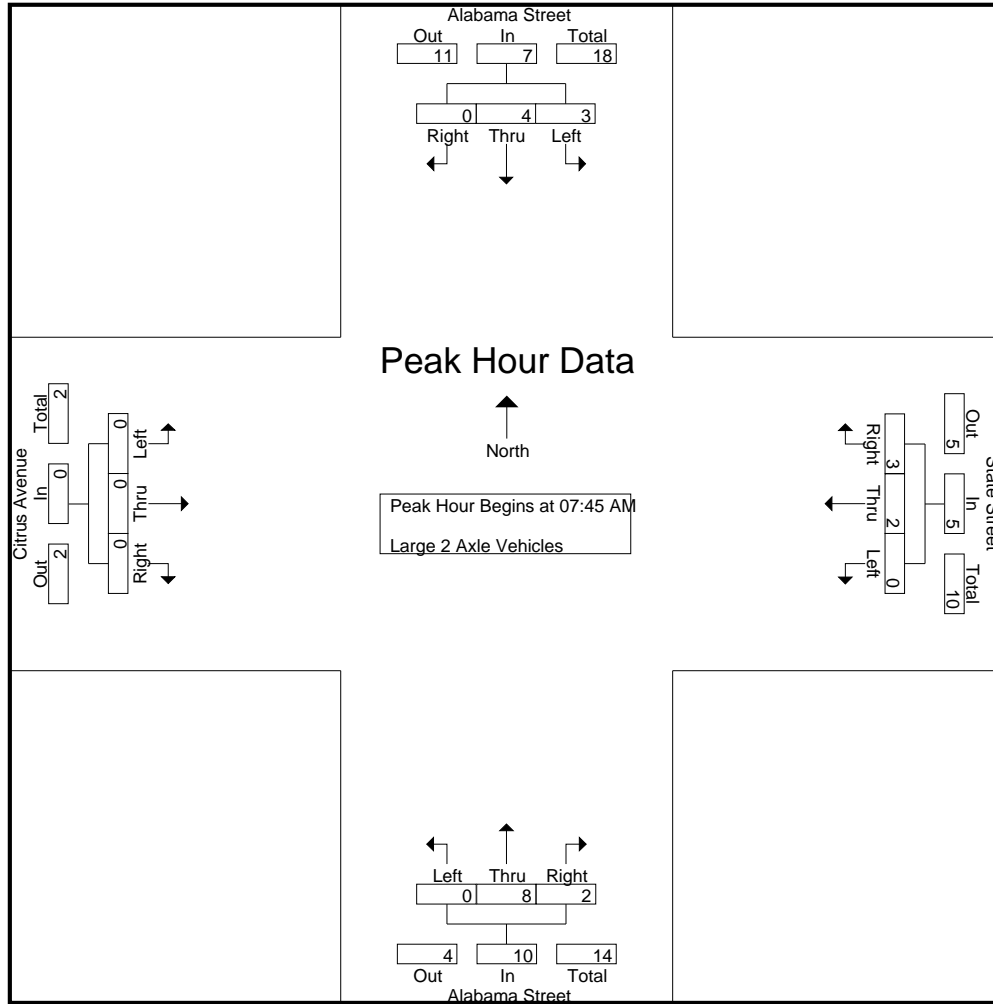 Alabama Street
Out In Total
11 7 18
0 4 3
Right Thru Left
Peak Hour Data
North
Peak Hour Begins at 07:45 AM
Large 2 Axle Vehicles
Citrus Avenue
Out In Total
2 0 2
0 0 0
Right Thru Left
State Street
Out In Total
5 5 10
3 2 0
Right Thru Left
Left Thru Right
0 8 2
4 10 14
Out In Total
Alabama Street